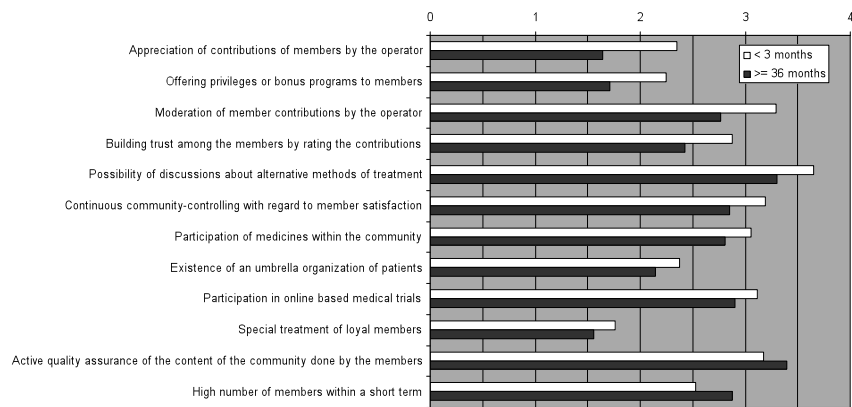 0 1 2 3 4
< 3 months
>= 36 months
Appreciation of contributions of members by the operator
Offering privileges or bonus programs to members
Moderation of member contributions by the operator
Building trust among the members by rating the contributions
Possibility of discussions about alternative methods of treatment
Continuous community-controlling with regard to member satisfaction
Participation of medicines within the community
Existence of an umbrella organization of patients
Participation in online based medical trials
Special treatment of loyal members
Active quality assurance of the content of the community done by the members
High number of members within a short term